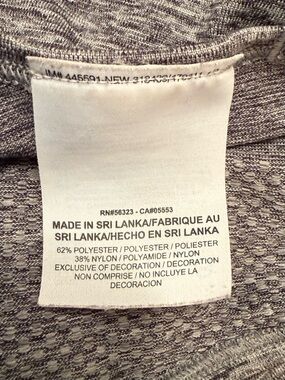 RN#56323 - CA#05553
MADE IN SRI LANKA/FABRIQUE AU
SRI LANKA/HECHO EN SRI LANKA
62% POLYESTER / POLYESTER / POLIESTER
38% NYLON / POLYAMIDE / NYLON
EXCLUSIVE OF DECORATION / DECORATION
NON COMPRISE / NO INCLUYE LA
DECORACION